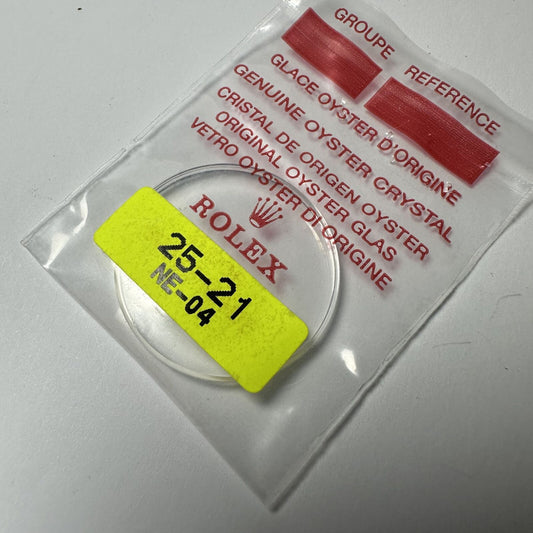 GROUPE REFERENCE
GLACE OYSTER D'ORIGINE
GENUINE OYSTER CRYSTAL
CRISTAL DE ORIGEN OYSTER
ORIGINAL OYSTER GLAS
VETRO OYSTER D'ORIGINE
ROLEX
25-21
NE-04